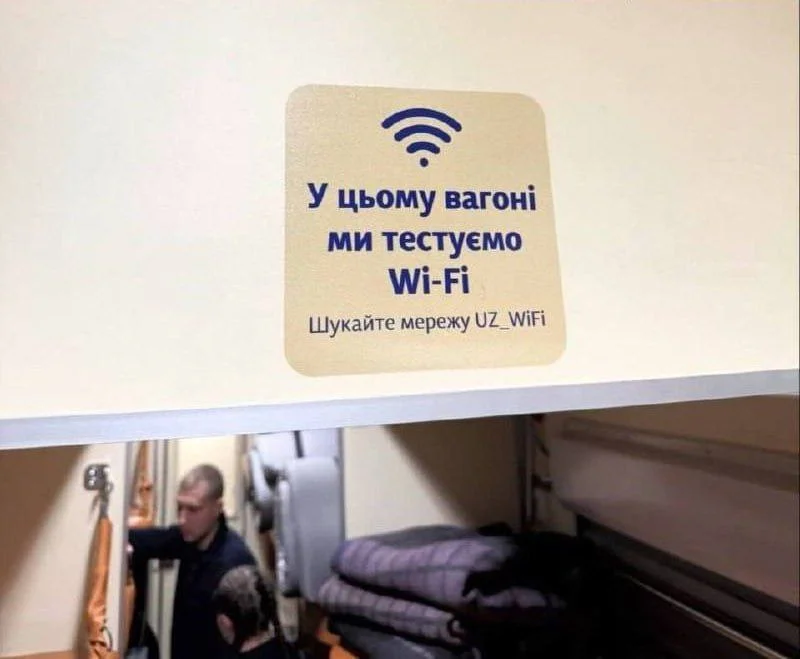 У цьому вагоні
ми тестуємо
Wi-Fi
Шукайте мережу UZ_WiFi